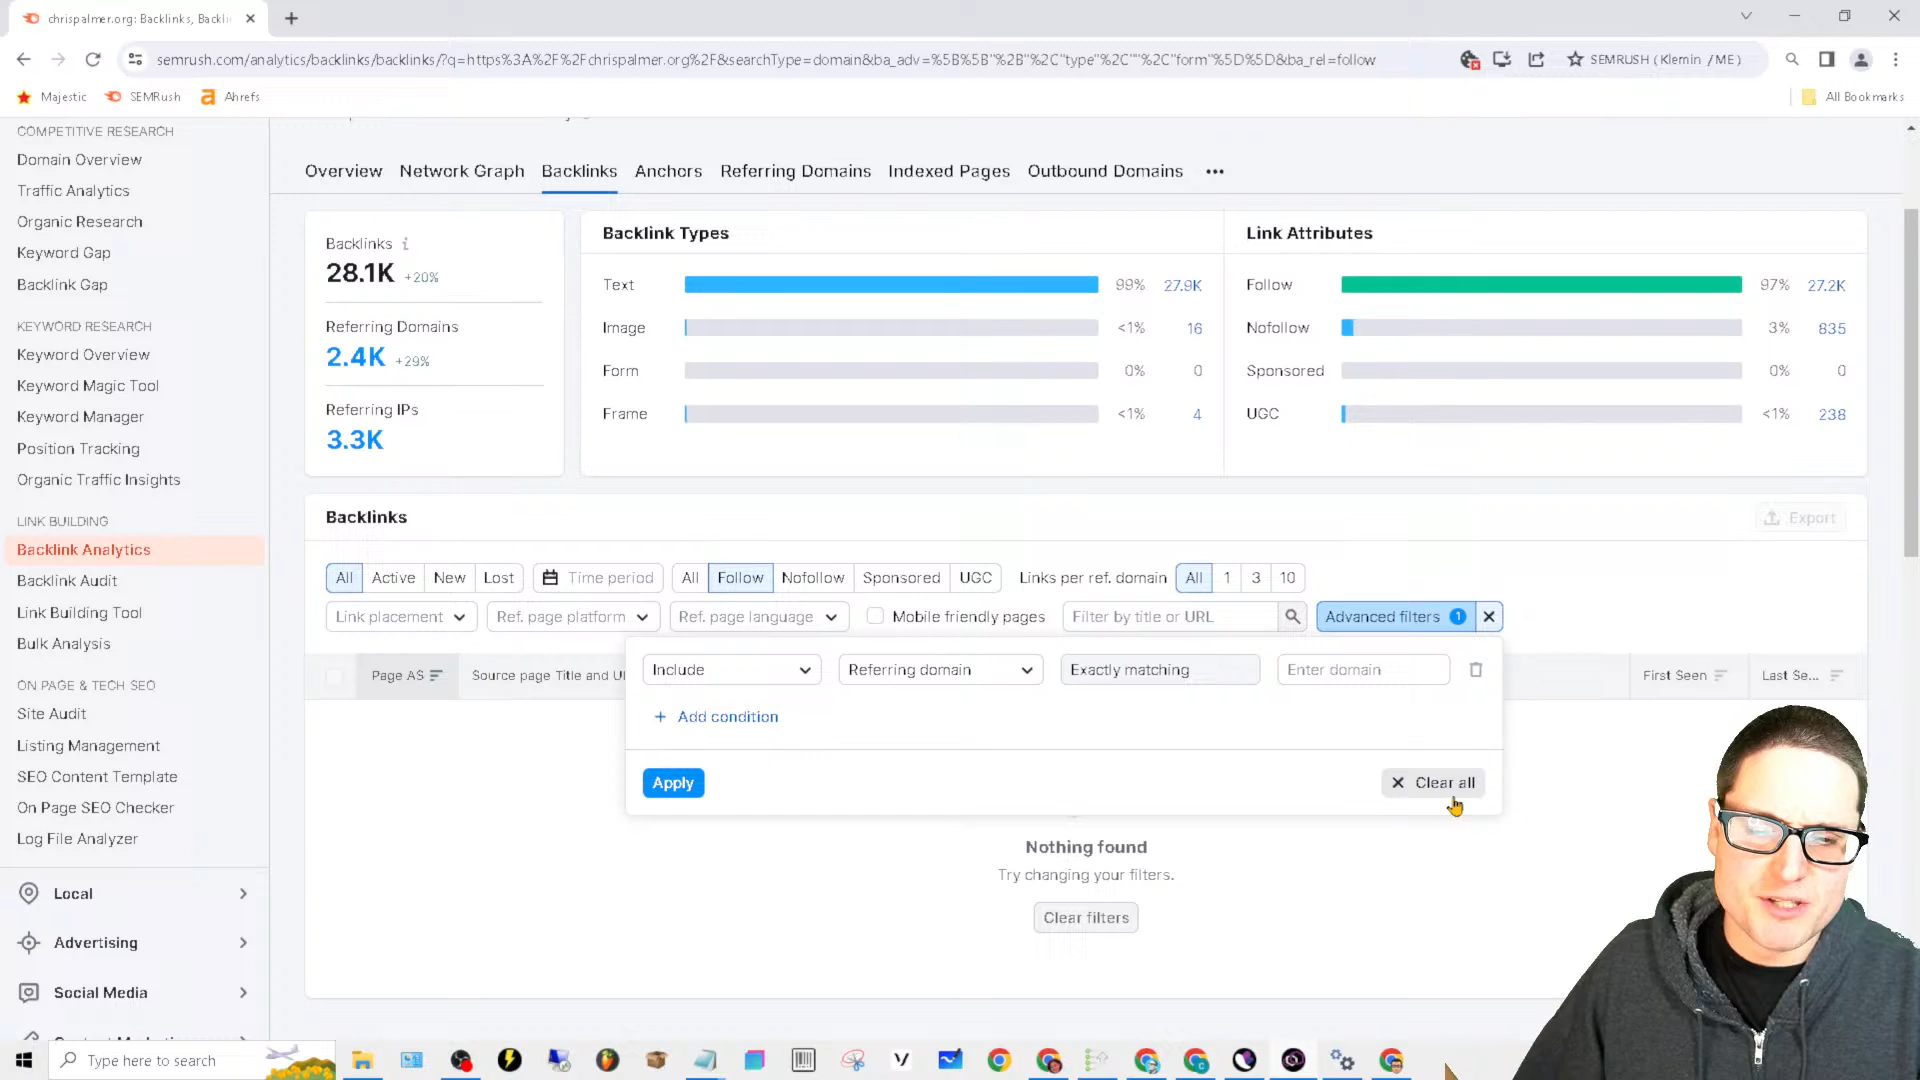 chrispalmer.org: Backlinks, Backli
semrush.com/analytics/backlinks/backlinks/?q=https%3A%2F%2Fchrispalmer.org%2F&searchType=domain&ba_adv=%5B%5B"%2B"%2C"type"%2C""%2C"form"%5D%5D&ba_rel=follow
SEMRUSH ( Klemin / ME )
Majestic
SEMRush
Ahrefs
All Bookmarks
COMPETITIVE RESEARCH
Domain Overview
Traffic Analytics
Organic Research
Keyword Gap
Backlink Gap
KEYWORD RESEARCH
Keyword Overview
Keyword Magic Tool
Keyword Manager
Position Tracking
Organic Traffic Insights
LINK BUILDING
Backlink Analytics
Backlink Audit
Link Building Tool
Bulk Analysis
ON PAGE & TECH SEO
Site Audit
Listing Management
SEO Content Template
On Page SEO Checker
Log File Analyzer
Local
Advertising
Social Media
Overview Network Graph Backlinks Anchors Referring Domains Indexed Pages Outbound Domains •••
Backlinks i
28.1K +20%
Referring Domains
2.4K +29%
Referring IPs
3.3K
Backlink Types
Text 99% 27.9K
Image <1% 16
Form 0% 0
Frame <1% 4
Link Attributes
Follow 97% 27.2K
Nofollow 3% 835
Sponsored 0% 0
UGC <1% 238
Backlinks
Export
All Active New Lost Time period All Follow Nofollow Sponsored UGC Links per ref. domain All 1 3 10
Link placement Ref. page platform Ref. page language Mobile friendly pages Filter by title or URL Advanced filters 1
Page AS Source page Title and First Seen Last Se...
Include Referring domain Exactly matching Enter domain
+ Add condition
Apply
Clear all
Nothing found
Try changing your filters.
Clear filters
Type here to search